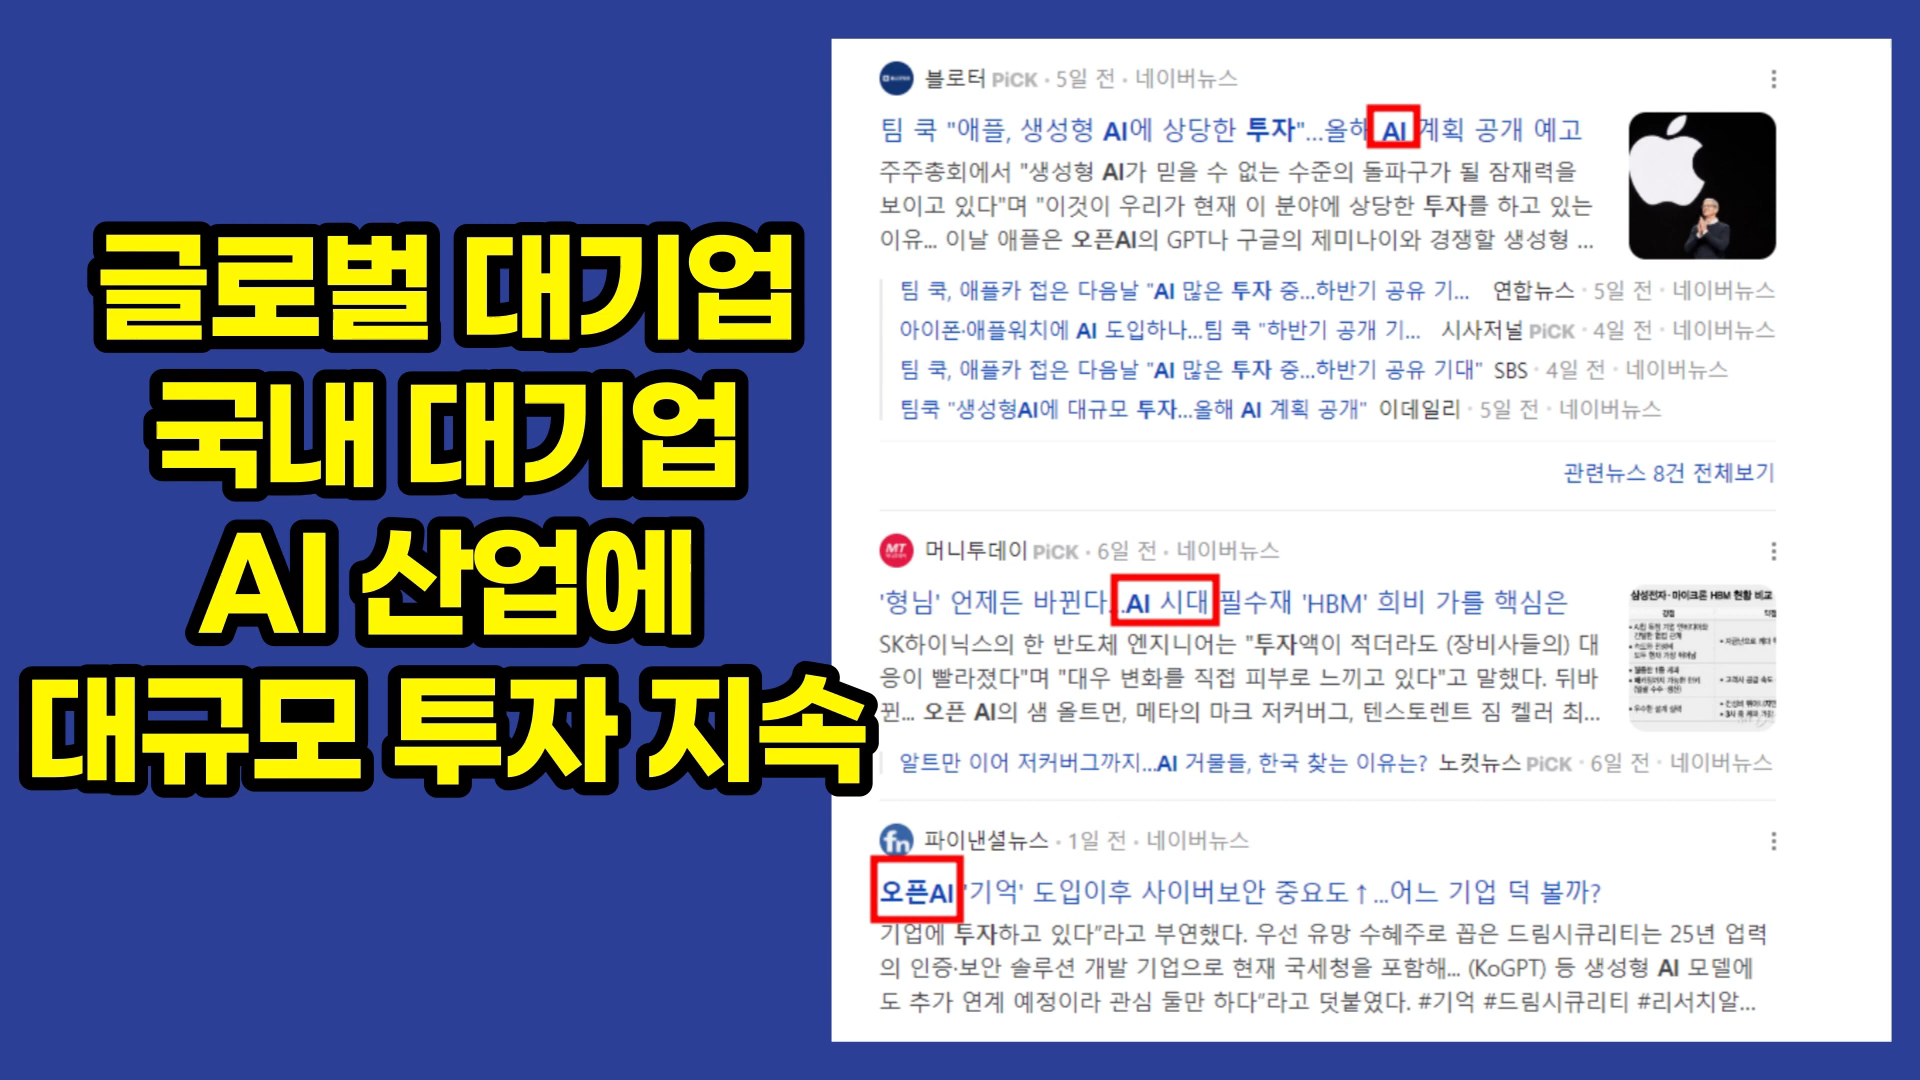 글로벌 대기업
국내 대기업
AI 산업에
대규모 투자 지속
블로터 PiCK · 5일 전 · 네이버뉴스
팀 쿡 "애플, 생성형 AI에 상당한 투자"...올해 AI 계획 공개 예고
주주총회에서 "생성형 AI가 믿을 수 없는 수준의 돌파구가 될 잠재력을
보이고 있다"며 "이것이 우리가 현재 이 분야에 상당한 투자를 하고 있는
이유... 이날 애플은 오픈AI의 GPT나 구글의 제미나이와 경쟁할 생성형 ...
팀 쿡, 애플카 접은 다음날 "AI 많은 투자 중...하반기 공유 기... 연합뉴스 · 5일 전 · 네이버뉴스
아이폰·애플워치에 AI 도입하나...팀 쿡 "하반기 공개 기... 시사저널 PiCK · 4일 전 · 네이버뉴스
팀 쿡, 애플카 접은 다음날 "AI 많은 투자 중...하반기 공유 기대" SBS · 4일 전 · 네이버뉴스
팀쿡 "생성형AI에 대규모 투자...올해 AI 계획 공개" 이데일리 · 5일 전 · 네이버뉴스
관련뉴스 8건 전체보기
MT
머니투데이 PiCK · 6일 전 · 네이버뉴스
'형님' 언제든 바뀐다...AI 시대 필수재 'HBM' 희비 가를 핵심은
SK하이닉스의 한 반도체 엔지니어는 "투자액이 적더라도 (장비사들의) 대
응이 빨라졌다"며 "대우 변화를 직접 피부로 느끼고 있다"고 말했다. 뒤바
뀐... 오픈 AI의 샘 올트먼, 메타의 마크 저커버그, 텐스토렌트 짐 켈러 최...
삼성전자·마이크론 HBM 현황 비교
알트만 이어 저커버그까지...AI 거물들, 한국 찾는 이유는? 노컷뉴스 PiCK · 6일 전 · 네이버뉴스
fn
파이낸셜뉴스 · 1일 전 · 네이버뉴스
오픈AI '기억' 도입이후 사이버보안 중요도↑...어느 기업 덕 볼까?
기업에 투자하고 있다"라고 부연했다. 우선 유망 수혜주로 꼽은 드림시큐리티는 25년 업력
의 인증·보안 솔루션 개발 기업으로 현재 국세청을 포함해... (KoGPT) 등 생성형 AI 모델에
도 추가 연계 예정이라 관심 둘만 하다"라고 덧붙였다. #기억 #드림시큐리티 #리서치알...